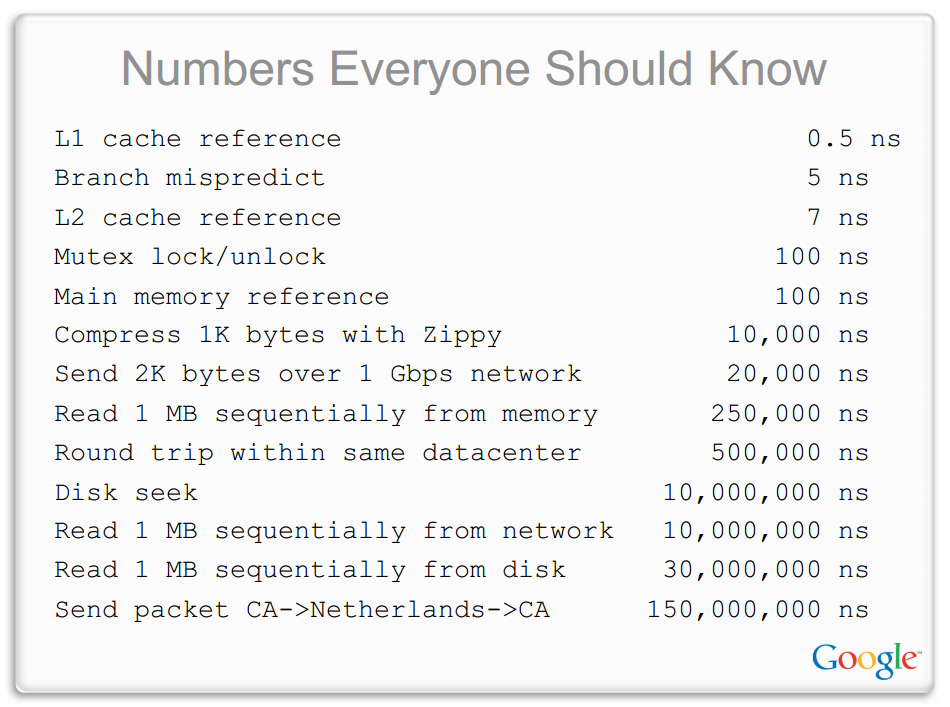 Numbers Everyone Should Know
L1 cache reference 0.5 ns
Branch mispredict 5 ns
L2 cache reference 7 ns
Mutex lock/unlock 100 ns
Main memory reference 100 ns
Compress 1K bytes with Zippy 10,000 ns
Send 2K bytes over 1 Gbps network 20,000 ns
Read 1 MB sequentially from memory 250,000 ns
Round trip within same datacenter 500,000 ns
Disk seek 10,000,000 ns
Read 1 MB sequentially from network 10,000,000 ns
Read 1 MB sequentially from disk 30,000,000 ns
Send packet CA->Netherlands->CA 150,000,000 ns
Google™